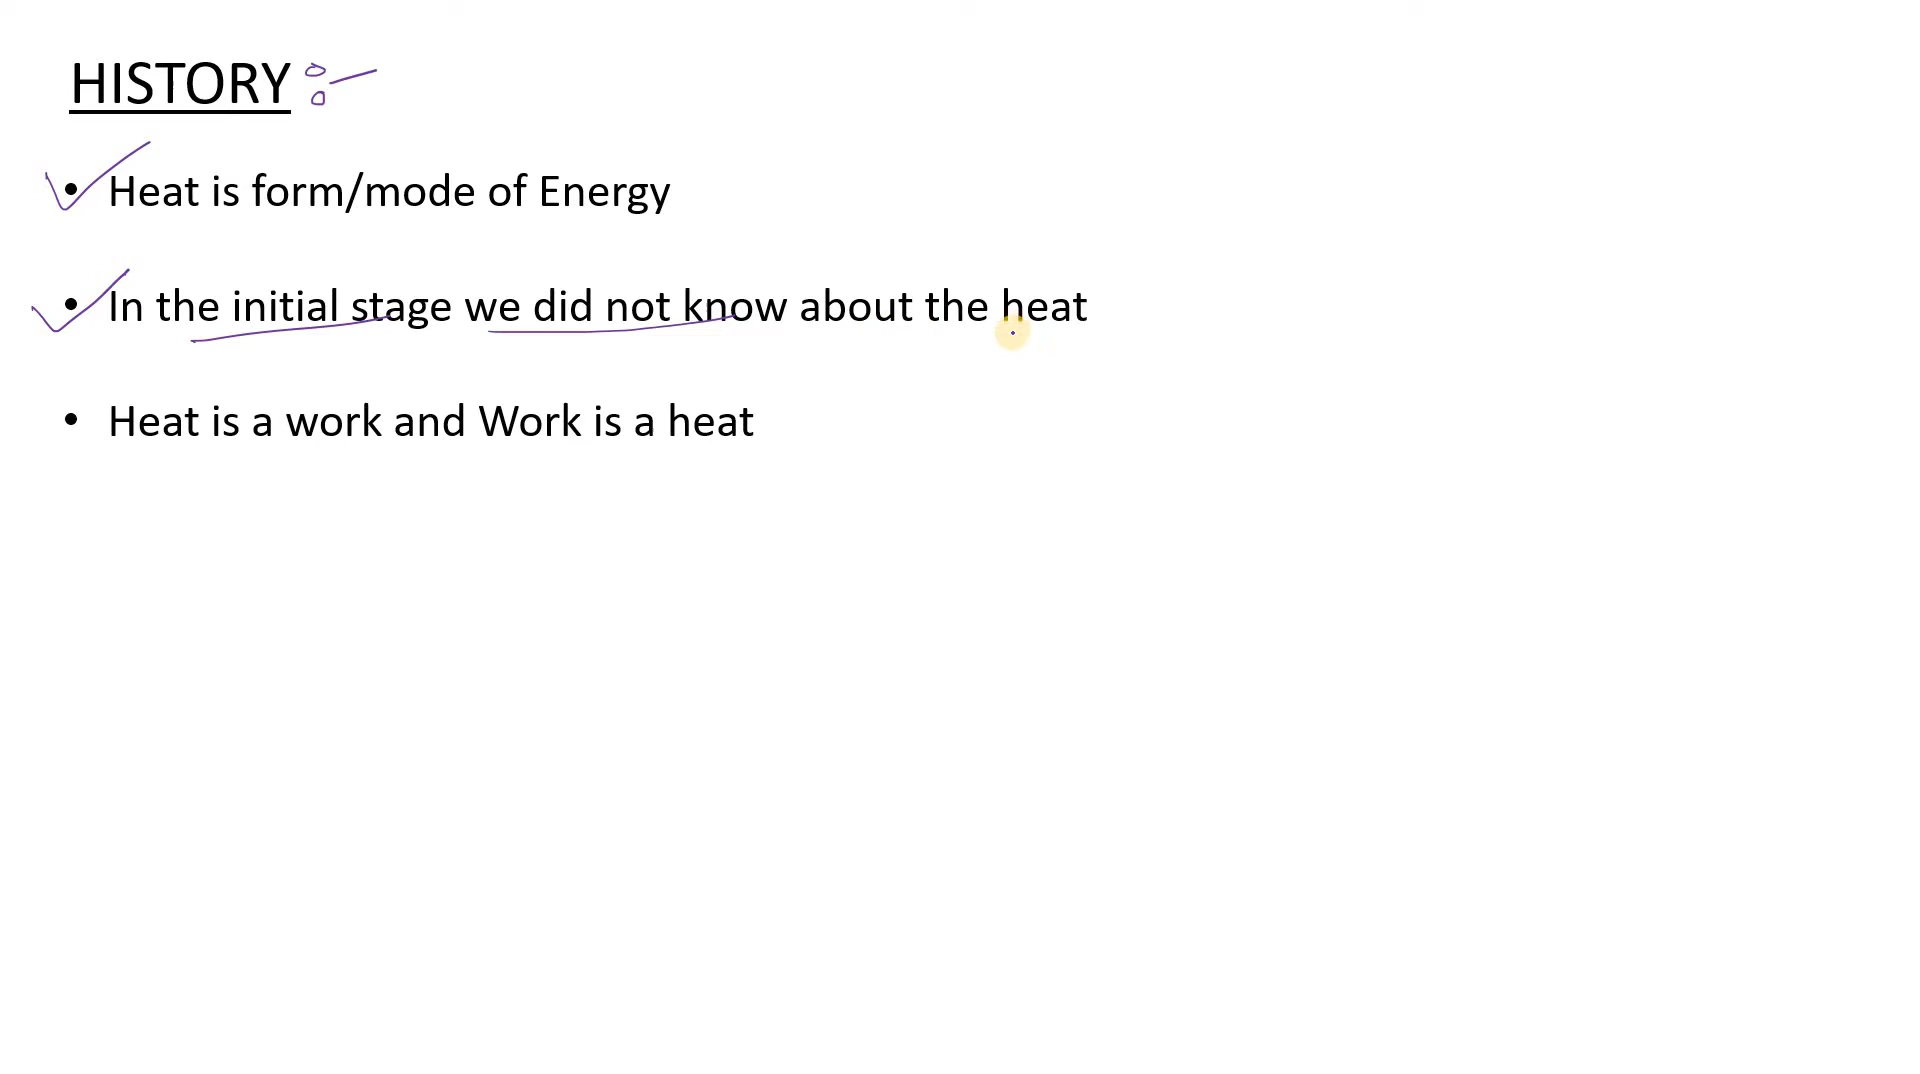 HISTORY :-
• Heat is form/mode of Energy
• In the initial stage we did not know about the heat
• Heat is a work and Work is a heat